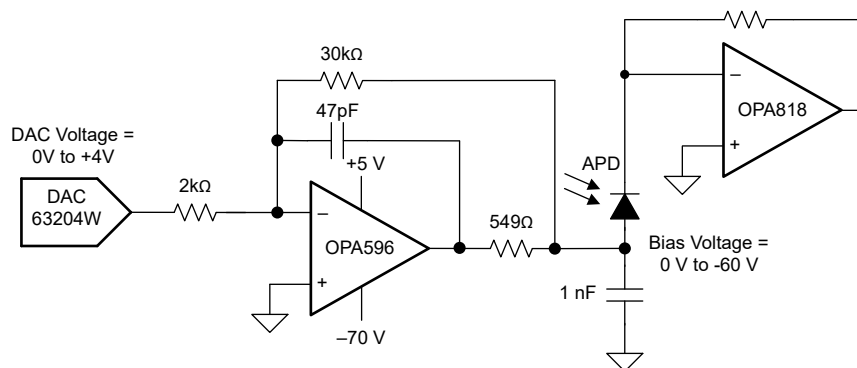 30kΩ
47pF
OPA818
−
+
DAC Voltage =
0V to +4V
+5 V
APD
DAC
63204W
2kΩ
−
+
OPA596
549Ω
Bias Voltage =
0 V to -60 V
1 nF
–70 V